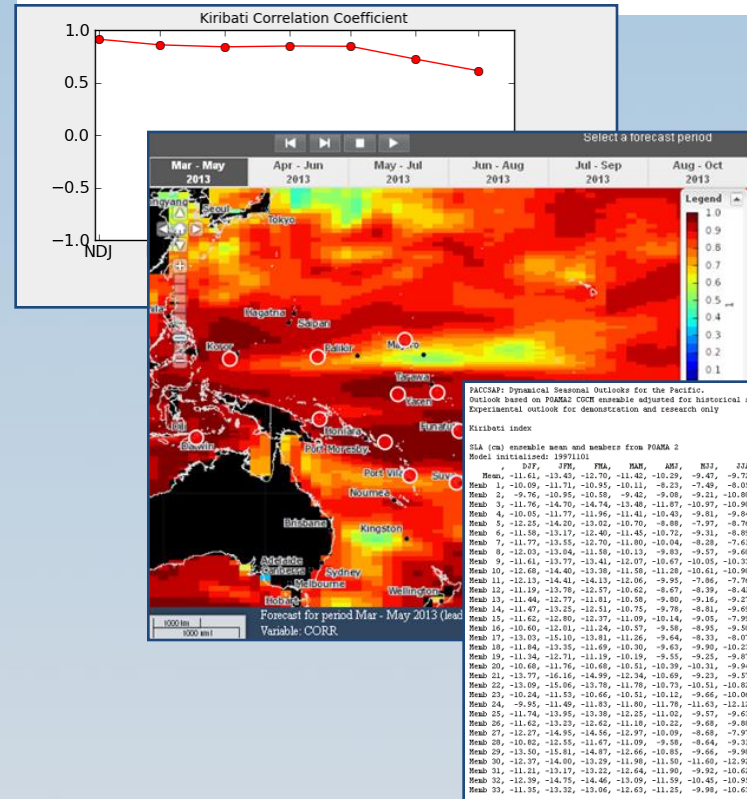 Kiribati Correlation Coefficient
1.0
0.5
0.0
−0.5
−1.0
NDJ
Select a forecast period
Mar - May 2013
Apr - Jun 2013
May - Jul 2013
Jun - Aug 2013
Jul - Sep 2013
Aug - Oct 2013
Legend
1.0
0.9
0.8
0.7
0.6
0.5
0.4
0.3
0.2
0.1
Seoul
Tokyo
Hagatna
Saipan
Koror
Palikir
Majuro
Tarawa
Yaren
Funafu
Honiara
Dili
Darwin
Port Moresby
Port Vila
Suv
Noumea
Brisbane
Kingston
Adelaide
Canberra
Sydney
Melbourne
Wellington
Hobart
1000 km
1000 mi
Forecast for period Mar - May 2013 (lead
Variable: CORR
PACCSAP: Dynamical Seasonal Outlooks for the Pacific.
Outlook based on POAMA2 CGCM ensemble adjusted for historical
Experimental outlook for demonstration and research only
Kiribati index
SLA (cm) ensemble mean and members from POAMA 2
Model initialised: 19971101
, DJF, JFM, FMA, MAM, AMJ, MJJ, JJA
Mean, -11.61, -13.43, -12.70, -11.42, -10.29, -9.47,
Memb 1, -10.09, -11.71, -10.95, -10.11, -8.23, -7.49,
Memb 2, -9.76, -10.95, -10.58, -9.42, -9.08, -9.21,
Memb 3, -11.76, -14.70, -14.74, -13.48, -11.87, -10.97,
Memb 4, -10.05, -11.77, -11.96, -11.41, -10.43, -9.81,
Memb 5, -12.25, -14.20, -13.02, -10.70, -8.88, -7.97,
Memb 6, -11.58, -13.17, -12.40, -11.45, -10.72, -9.31,
Memb 7, -11.77, -13.55, -12.70, -11.80, -10.04, -8.28,
Memb 8, -12.03, -13.04, -11.58, -10.13, -9.83, -9.57,
Memb 9, -11.61, -13.77, -13.41, -12.07, -10.67, -10.05,
Memb 10, -12.68, -14.40, -13.38, -11.58, -11.28, -10.61,
Memb 11, -12.13, -14.41, -14.13, -12.06, -9.95, -7.86,
Memb 12, -11.19, -13.78, -12.57, -10.62, -8.67, -8.39,
Memb 13, -11.44, -12.77, -11.81, -10.58, -9.80, -9.16,
Memb 14, -11.47, -13.25, -12.51, -10.75, -9.78, -8.81,
Memb 15, -11.62, -12.80, -12.37, -11.09, -10.14, -9.05,
Memb 16, -10.60, -12.01, -11.24, -10.57, -9.58, -8.95,
Memb 17, -13.03, -15.10, -13.81, -11.26, -9.64, -8.33,
Memb 18, -11.84, -13.35, -11.69, -10.30, -9.63, -9.90,
Memb 19, -11.34, -12.71, -11.19, -10.19, -9.55, -9.25,
Memb 20, -10.68, -11.76, -10.68, -10.51, -10.39, -10.31,
Memb 21, -13.77, -16.16, -14.99, -12.34, -10.69, -9.23,
Memb 22, -13.09, -15.06, -13.78, -11.78, -10.73, -10.51,
Memb 23, -10.24, -11.53, -10.66, -10.51, -10.12, -9.66,
Memb 24, -9.95, -11.49, -11.83, -11.80, -11.78, -11.63,
Memb 25, -11.74, -13.95, -13.38, -12.25, -11.02, -9.57,
Memb 26, -11.62, -13.23, -12.62, -11.18, -10.22, -9.68,
Memb 27, -12.27, -14.95, -14.56, -12.97, -10.09, -8.68,
Memb 28, -10.82, -12.55, -11.67, -11.09, -9.58, -8.64,
Memb 29, -13.50, -15.81, -14.87, -12.66, -10.85, -9.66,
Memb 30, -12.37, -14.00, -13.29, -11.98, -11.50, -11.60,
Memb 31, -11.21, -13.17, -13.22, -12.64, -11.90, -9.92,
Memb 32, -12.39, -14.75, -14.46, -13.09, -11.59, -10.45,
Memb 33, -11.35, -13.32, -13.06, -12.63, -11.25, -9.98,